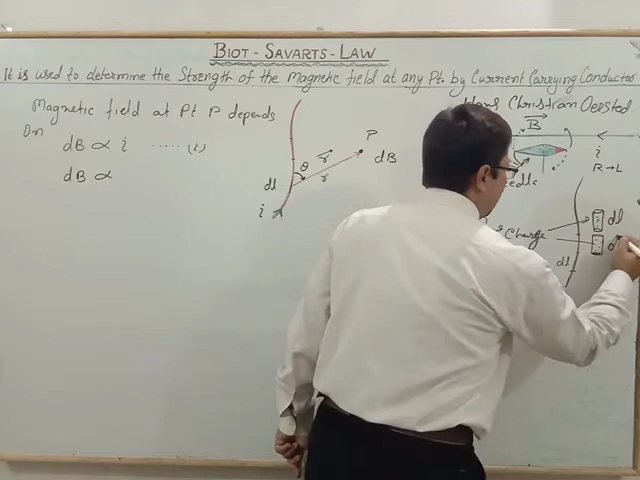 BIOT-SAVARTS-LAW
It is used to determine the Strength of the Magnetic field at any Pt. by Currrent Carrying Conductor
Magnetic field at Pt P depends
On
dB ∝ i ......(1)
dB ∝
P
dB
θ
r⃗
r
dl
i
Hans Christian Oersted
B⃗
i
R→L
Charge
dl
dl